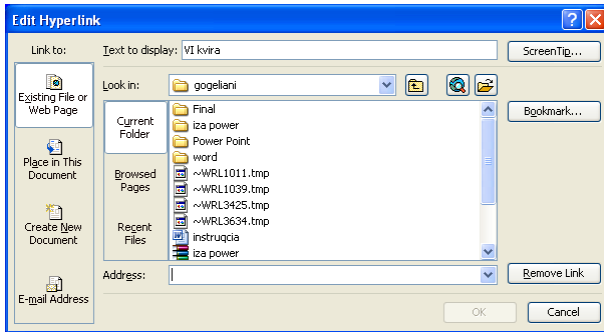 Edit Hyperlink
Link to:
Text to display: VI kvira
ScreenTip...
Existing File or
Web Page
Place in This
Document
Create New
Document
E-mail Address
Look in: gogeliani
Current
Folder
Browsed
Pages
Recent
Files
Final
iza power
Power Point
word
~WRL1011.tmp
~WRL1039.tmp
~WRL3425.tmp
~WRL3634.tmp
instruqcia
iza power
Bookmark...
Address:
Remove Link
OK
Cancel